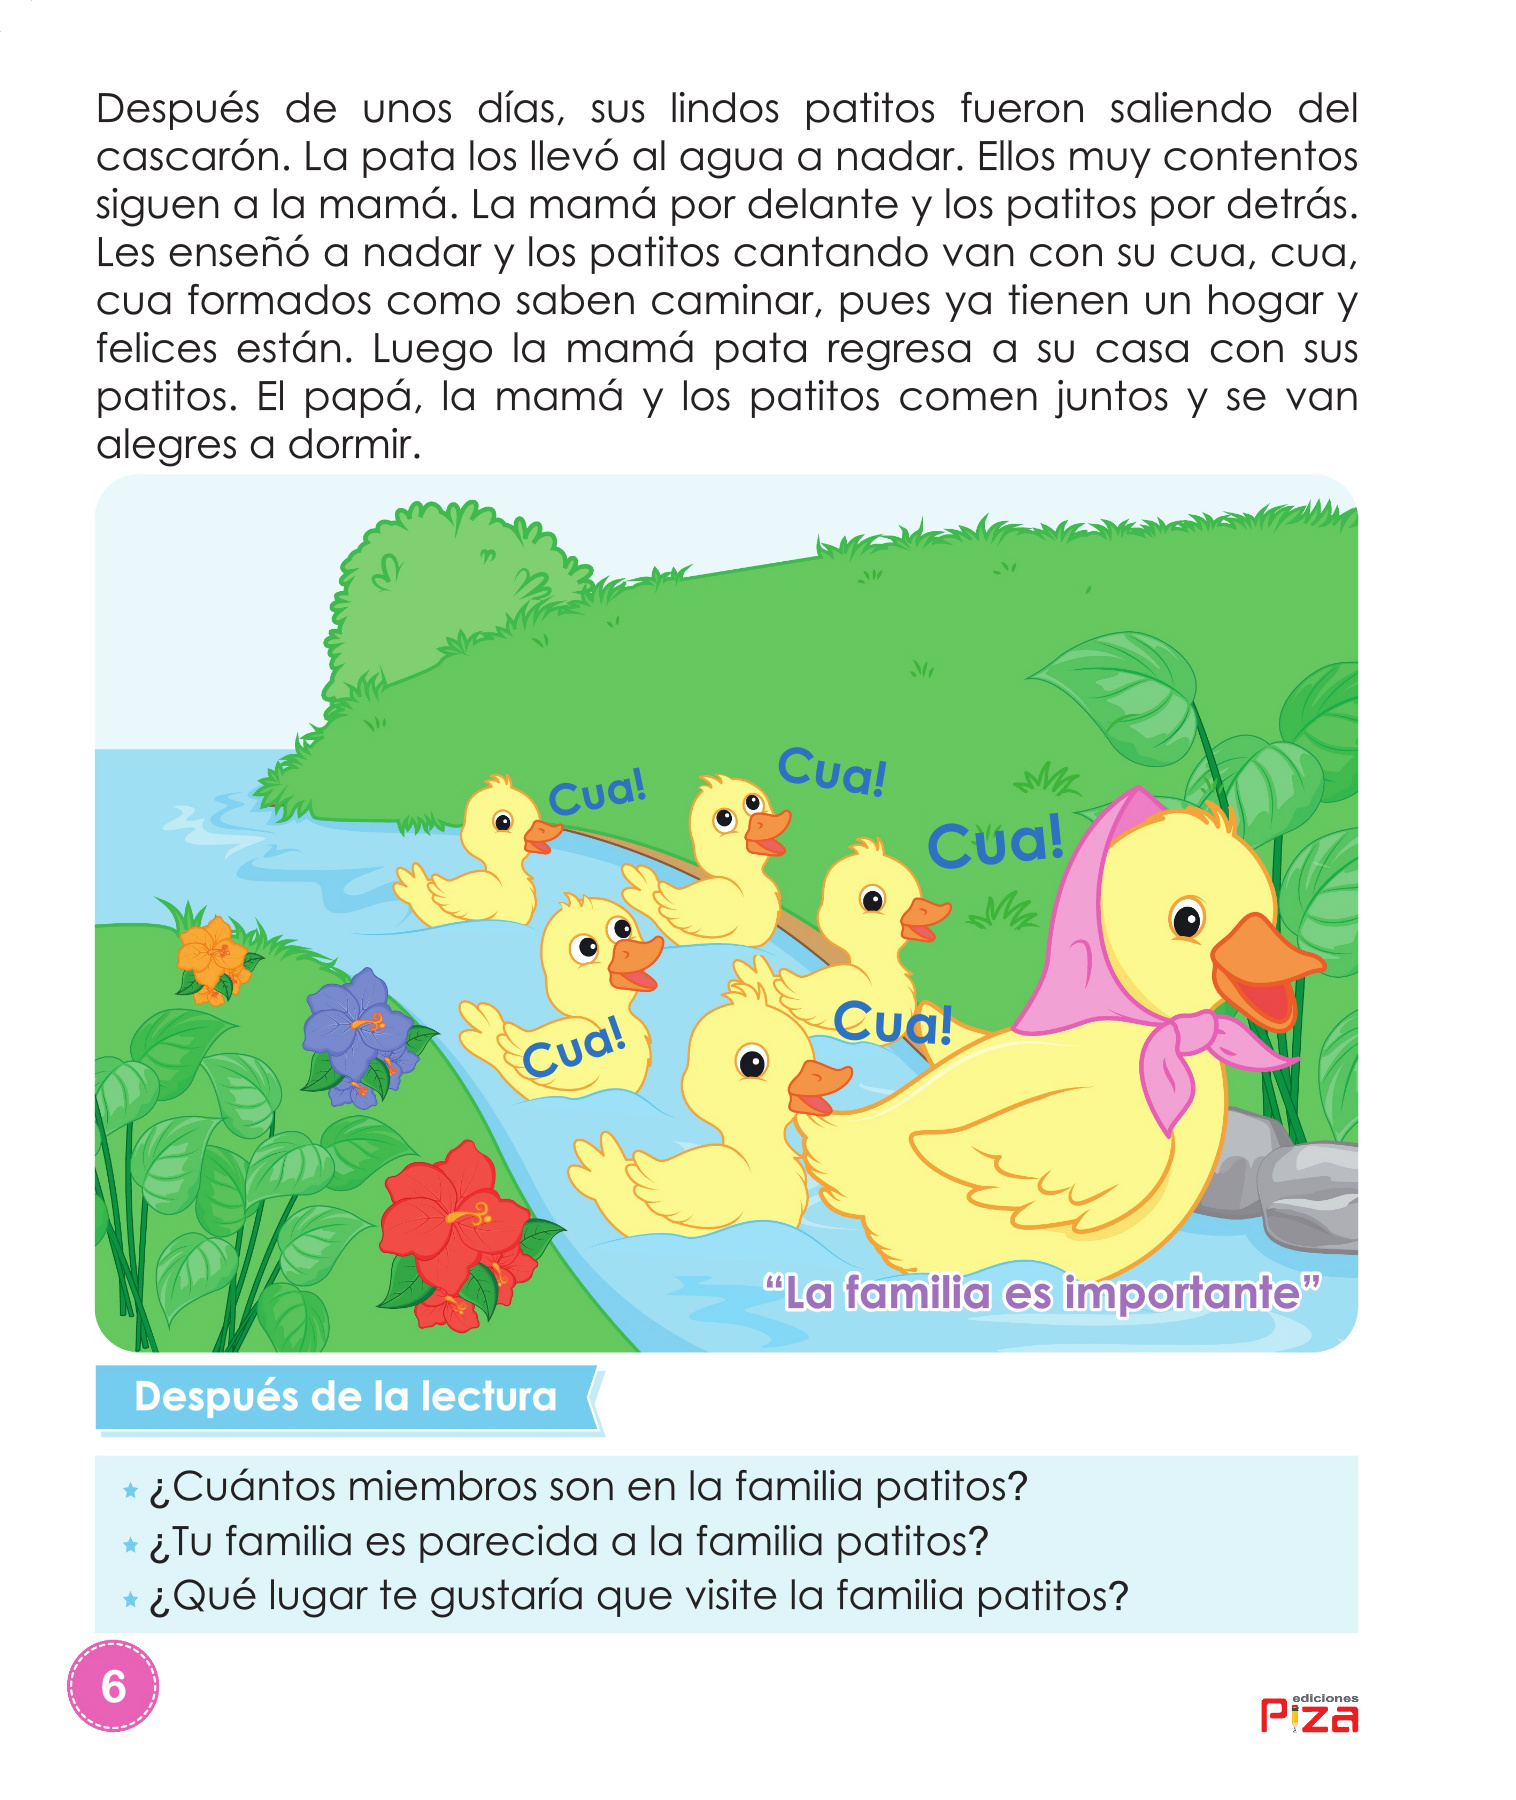 Después de unos días, sus lindos patitos fueron saliendo del
cascarón. La pata los llevó al agua a nadar. Ellos muy contentos
siguen a la mamá. La mamá por delante y los patitos por detrás.
Les enseñó a nadar y los patitos cantando van con su cua, cua,
cua formados como saben caminar, pues ya tienen un hogar y
felices están. Luego la mamá pata regresa a su casa con sus
patitos. El papá, la mamá y los patitos comen juntos y se van
alegres a dormir.
Cua!
Cua!
Cua!
Cua!
Cua!
“La familia es importante”
Después de la lectura
¿Cuántos miembros son en la familia patitos?
¿Tu familia es parecida a la familia patitos?
¿Qué lugar te gustaría que visite la familia patitos?
6
ediciones
Piza